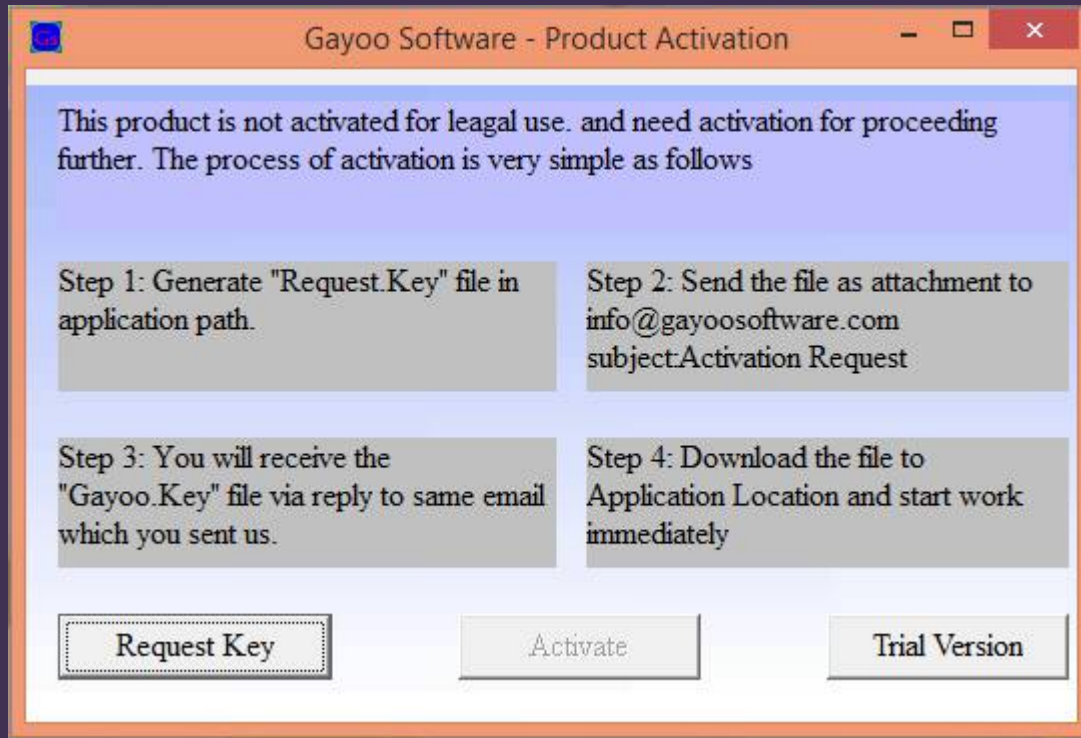 Gs
Gayoo Software - Product Activation
This product is not activated for leagal use. and need activation for proceeding
further. The process of activation is very simple as follows
Step 1: Generate "Request.Key" file in
application path.
Step 2: Send the file as attachment to
info@gayoosoftware.com
subject:Activation Request
Step 3: You will receive the
"Gayoo.Key" file via reply to same email
which you sent us.
Step 4: Download the file to
Application Location and start work
immediately
Request Key
Activate
Trial Version